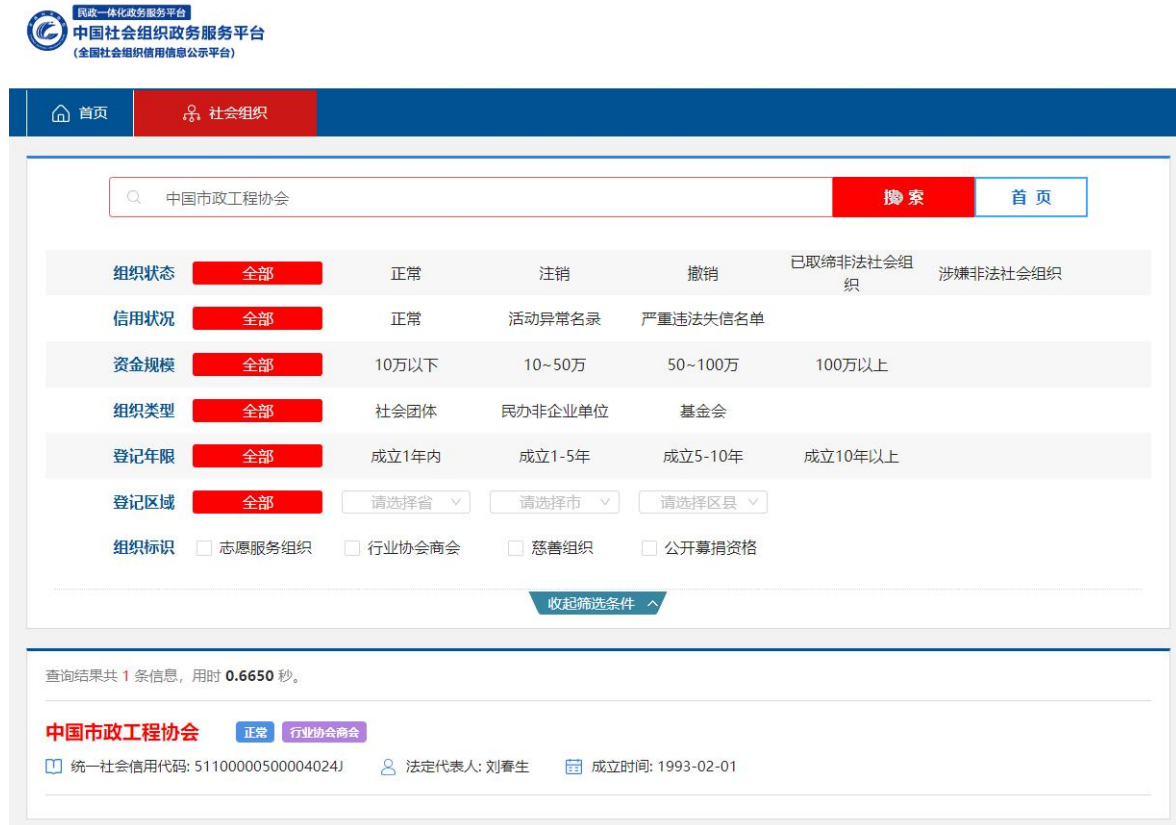 民政一体化政务服务平台
中国社会组织政务服务平台
(全国社会组织信用信息公示平台)
首页 社会组织
中国市政工程协会 搜索 首 页
组织状态 全部 正常 注销 撤销 已取缔非法社会组织 涉嫌非法社会组织
信用状况 全部 正常 活动异常名录 严重违法失信名单
资金规模 全部 10万以下 10~50万 50~100万 100万以上
组织类型 全部 社会团体 民办非企业单位 基金会
登记年限 全部 成立1年内 成立1-5年 成立5-10年 成立10年以上
登记区域 全部 请选择省 请选择市 请选择区县
组织标识 志愿服务组织 行业协会商会 慈善组织 公开募捐资格
收起筛选条件
查询结果共 1 条信息, 用时 0.6650 秒。
中国市政工程协会 正常 行业协会商会
统一社会信用代码: 51100000500004024J 法定代表人: 刘春生 成立时间: 1993-02-01